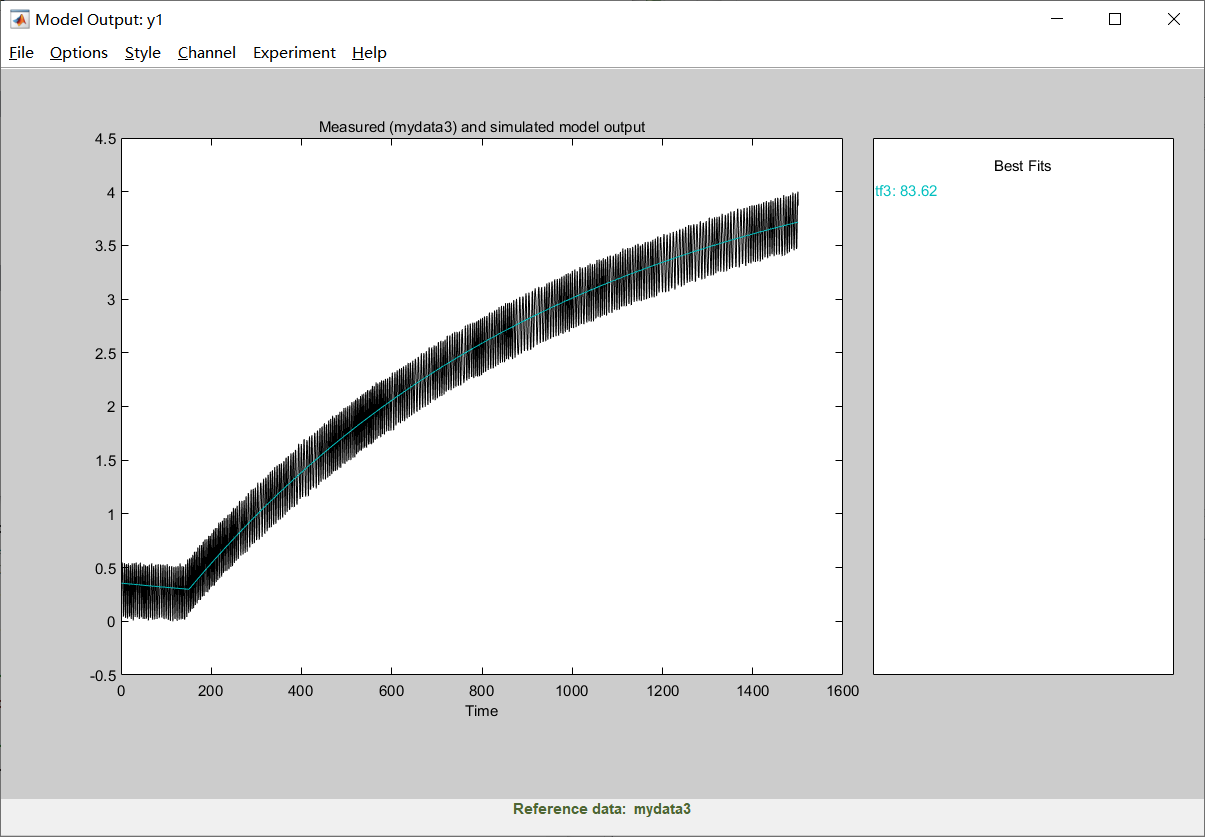 Model Output: y1
File Options Style Channel Experiment Help
Measured (mydata3) and simulated model output
4.5
4
3.5
3
2.5
2
1.5
1
0.5
0
-0.5
0 200 400 600 800 1000 1200 1400 1600
Time
Best Fits
tf3: 83.62
Reference data: mydata3